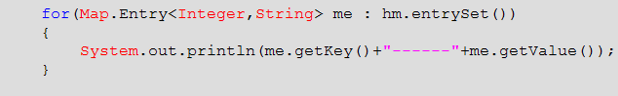 for(Map.Entry<Integer,String> me : hm.entrySet())
{
System.out.println(me.getKey()+"------"+me.getValue());
}